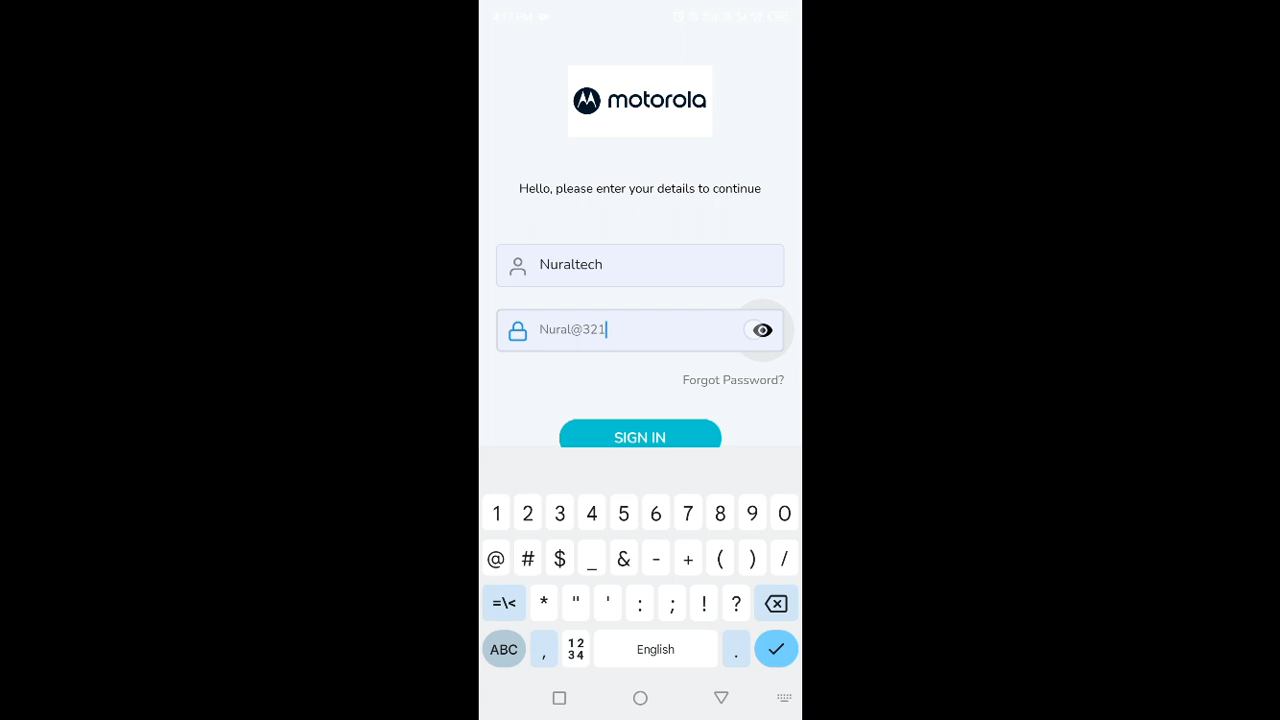 motorola
Hello, please enter your details to continue
Nuraltech
Nural@321
Forgot Password?
SIGN IN
1 2 3 4 5 6 7 8 9 0
@ # $ _ & - + ( ) /
=\< * " ' : ; ! ?
ABC , 12 34 English .